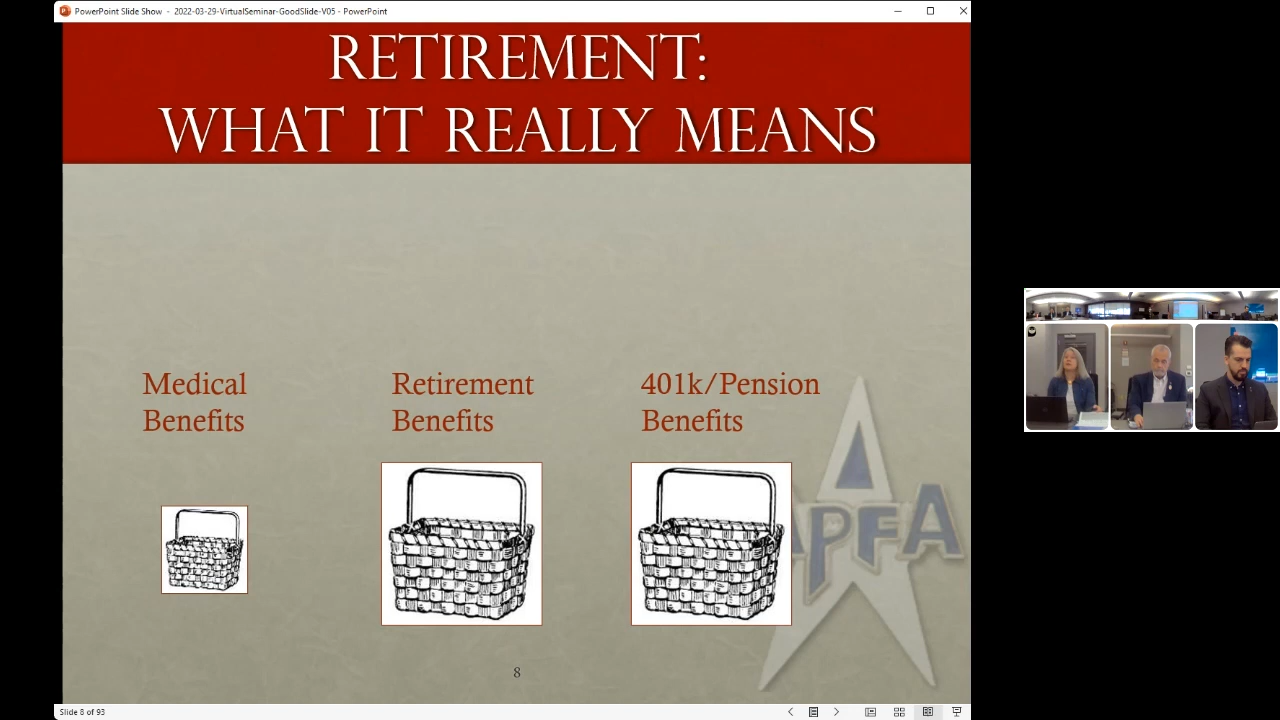 PowerPoint Slide Show - 2022-03-29-VirtualSeminar-GoodSlide-V05 - PowerPoint
RETIREMENT:
WHAT IT REALLY MEANS
Medical
Benefits
Retirement
Benefits
401k/Pension
Benefits
APFA
8
Slide 8 of 93